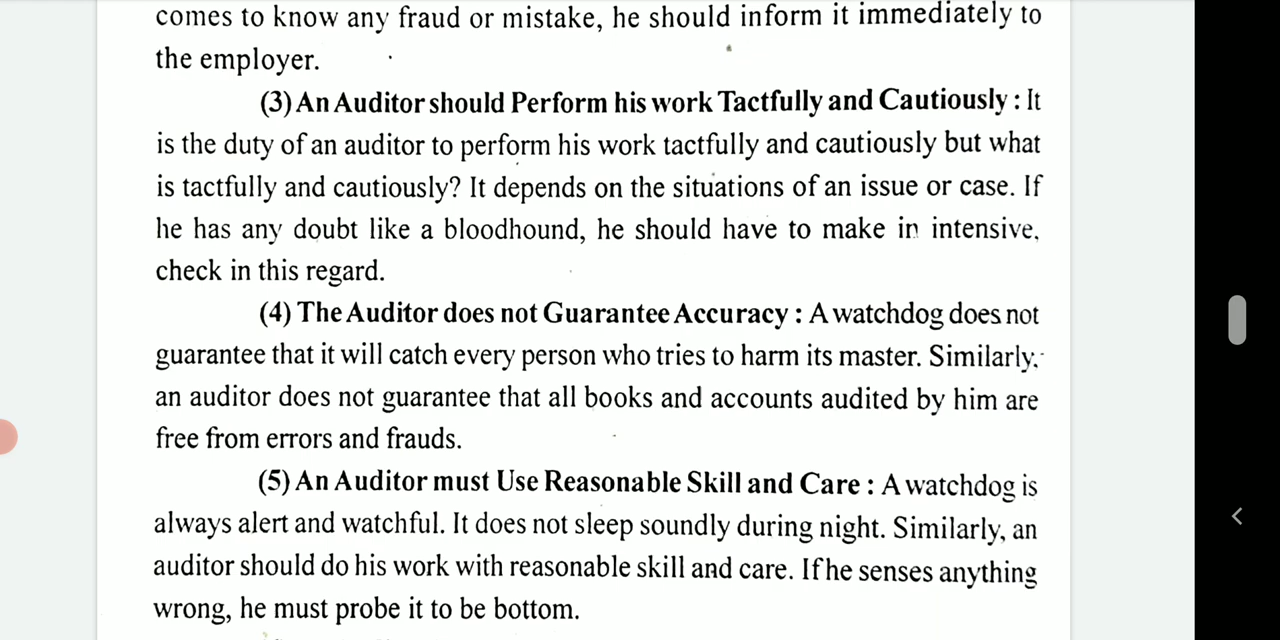 comes to know any fraud or mistake, he should inform it immediately to
the employer.
(3) An Auditor should Perform his work Tactfully and Cautiously : It
is the duty of an auditor to perform his work tactfully and cautiously but what
is tactfully and cautiously? It depends on the situations of an issue or case. If
he has any doubt like a bloodhound, he should have to make in intensive,
check in this regard.
(4) The Auditor does not Guarantee Accuracy : A watchdog does not
guarantee that it will catch every person who tries to harm its master. Similarly,
an auditor does not guarantee that all books and accounts audited by him are
free from errors and frauds.
(5) An Auditor must Use Reasonable Skill and Care : A watchdog is
always alert and watchful. It does not sleep soundly during night. Similarly, an
auditor should do his work with reasonable skill and care. If he senses anything
wrong, he must probe it to be bottom.